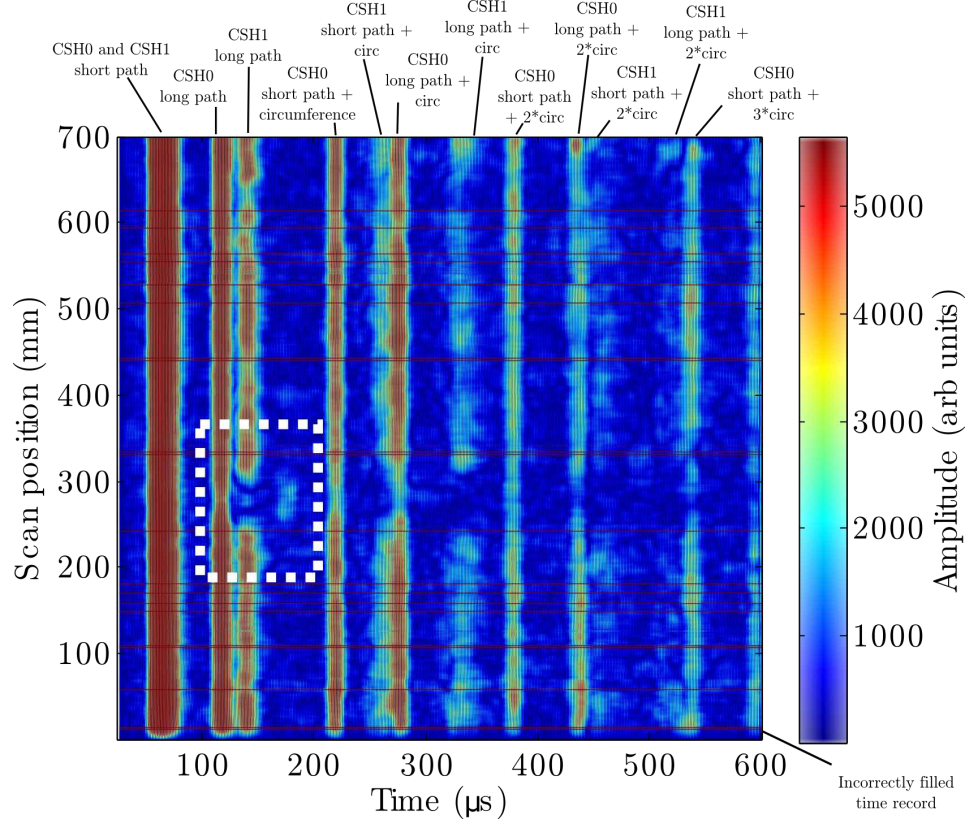 CSH0 and CSH1
short path
CSH0
long path
CSH1
long path
CSH0
short path +
circumference
CSH1
short path +
circ
CSH0
long path +
circ
CSH1
long path +
circ
CSH0
short path
+ 2*circ
CSH0
long path +
2*circ
CSH1
short path +
2*circ
CSH1
long path +
2*circ
CSH0
short path +
3*circ
700
600
500
400
300
200
100
Scan position (mm)
100
200
300
400
500
600
Time (μs)
5000
4000
3000
2000
1000
Amplitude (arb units)
Incorrectly filled
time record